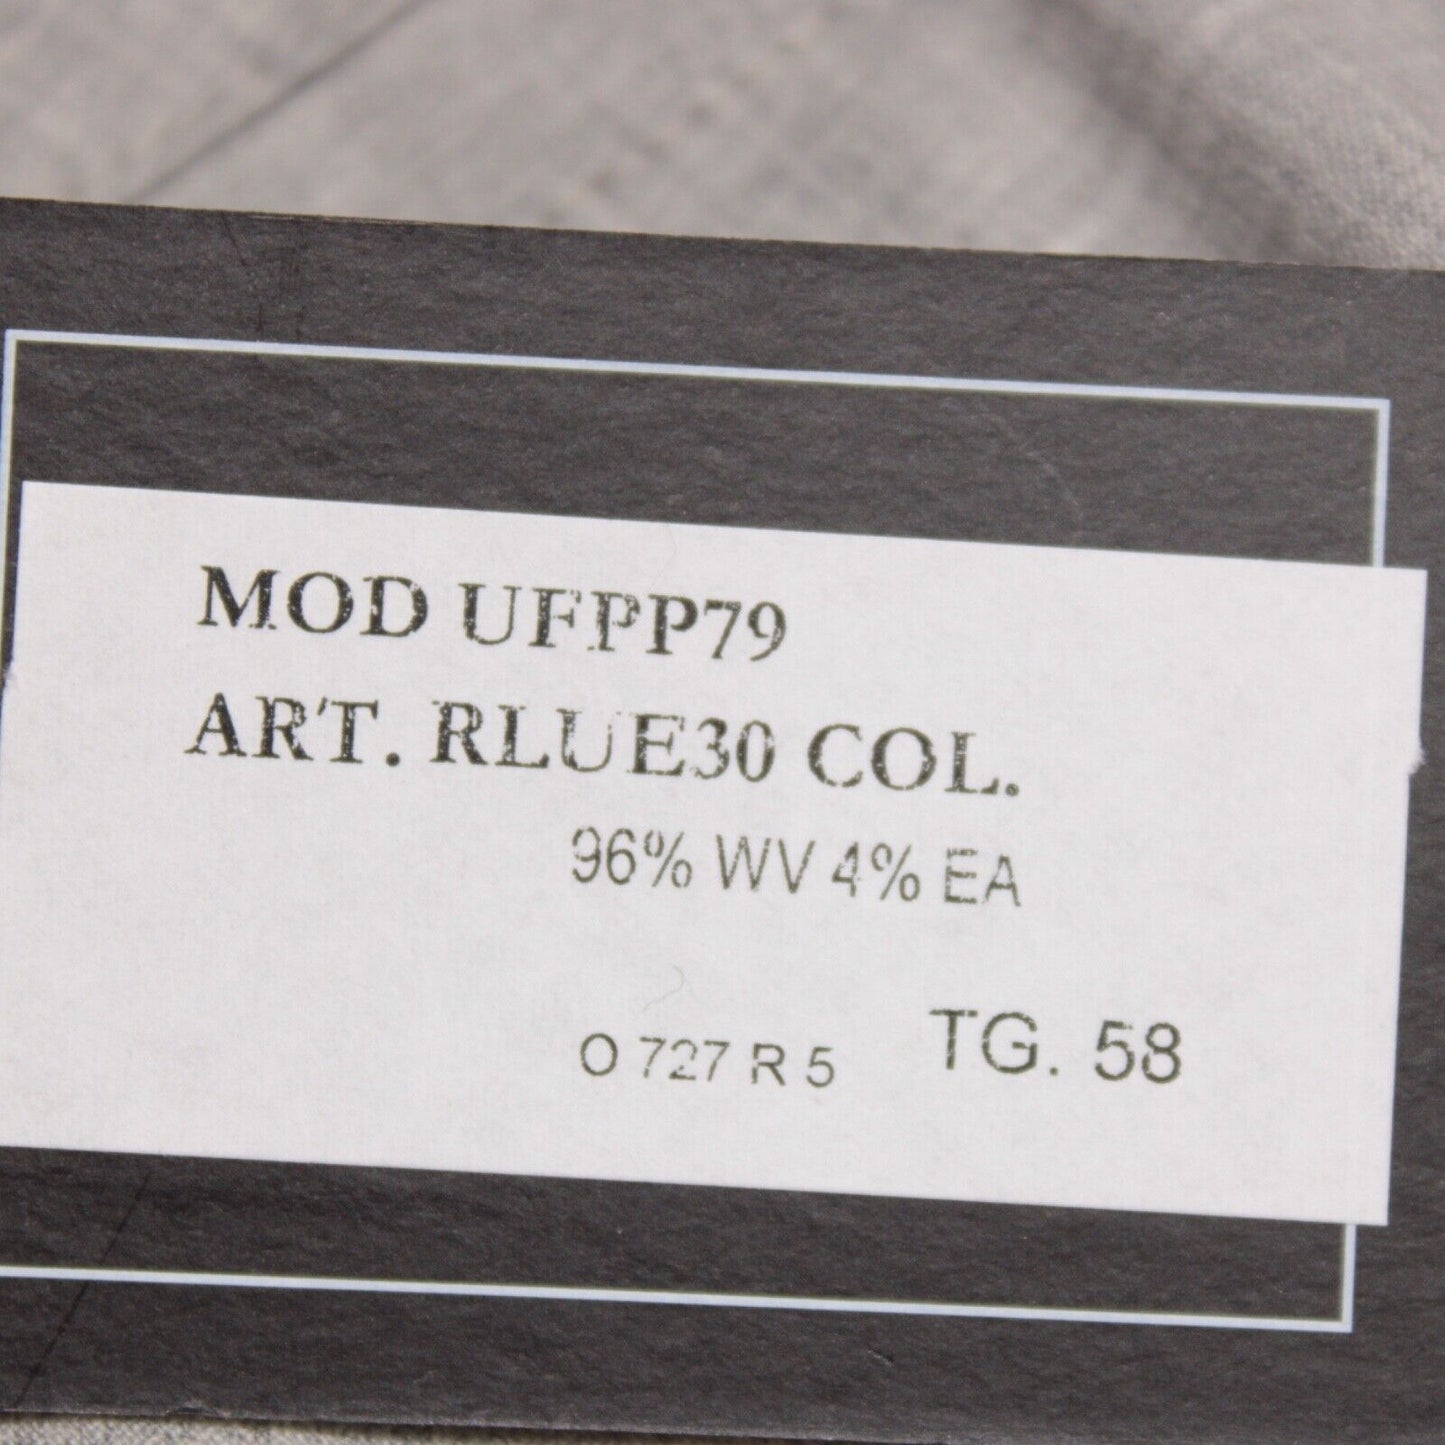 MOD UFPP79
ART. RLUE30 COL.
96% WV 4% EA
O 727 R 5 TG. 58